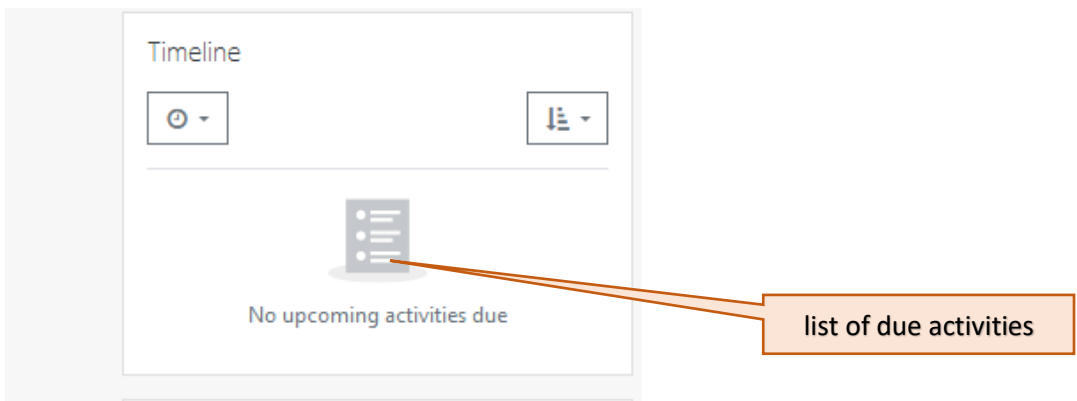 Timeline
No upcoming activities due
list of due activities